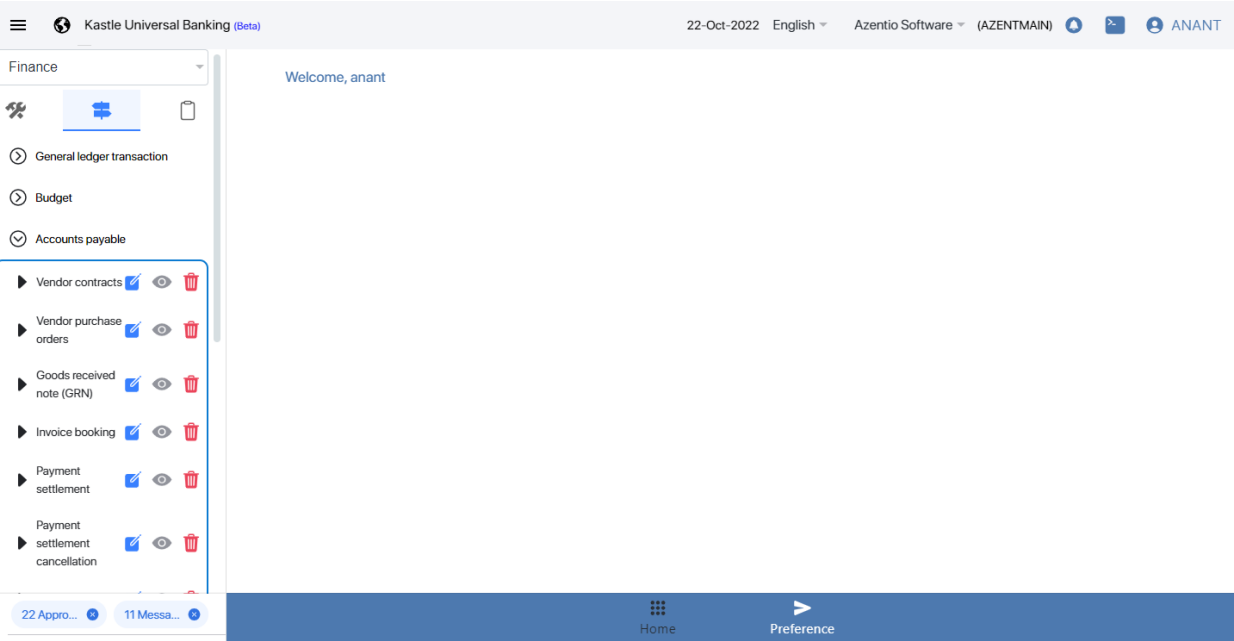 Kastle Universal Banking (Beta)
22-Oct-2022 English Azentio Software (AZENTMAIN) ANANT
Finance
Welcome, anant
General ledger transaction
Budget
Accounts payable
Vendor contracts
Vendor purchase
orders
Goods received
note (GRN)
Invoice booking
Payment
settlement
Payment
settlement
cancellation
22 Appro...
11 Messa...
Home
Preference